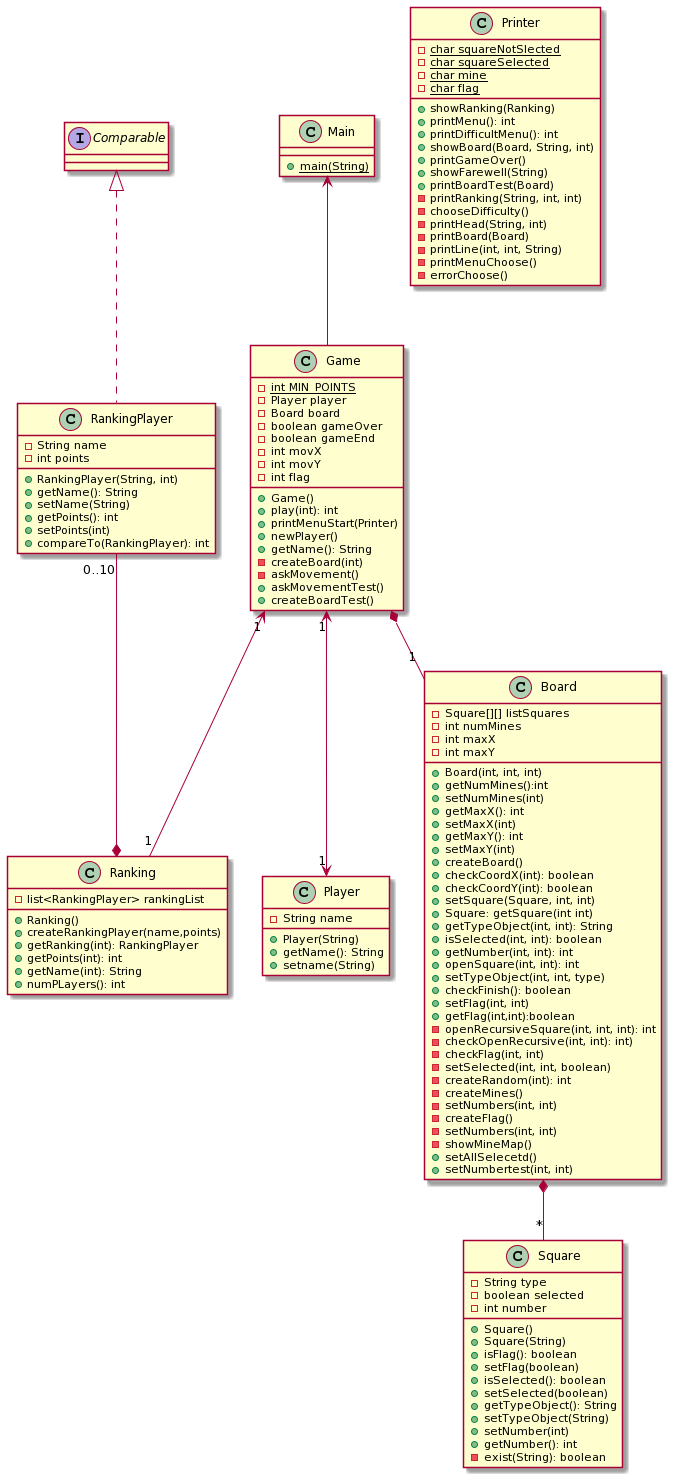 C Printer
char squareNotSlected
char squareSelected
char mine
char flag
showRanking(Ranking)
printMenu(): int
printDifficultMenu(): int
showBoard(Board, String, int)
printGameOver()
showFarewell(String)
printBoardTest(Board)
printRanking(String, int, int)
chooseDifficulty()
printHead(String, int)
printBoard(Board)
printLine(int, int, String)
printMenuChoose()
errorChoose()
I Comparable
C Main
main(String)
C Game
int MIN_POINTS
Player player
Board board
boolean gameOver
boolean gameEnd
int movX
int movY
int flag
Game()
play(int): int
printMenuStart(Printer)
newPlayer()
getName(): String
createBoard(int)
askMovement()
askMovementTest()
createBoardTest()
C RankingPlayer
String name
int points
RankingPlayer(String, int)
getName(): String
setName(String)
getPoints(): int
setPoints(int)
compareTo(RankingPlayer): int
0..10
1
1
1
1
1
C Board
Square[][] listSquares
int numMines
int maxX
int maxY
Board(int, int, int)
getNumMines():int
setNumMines(int)
getMaxX(): int
setMaxX(int)
getMaxY(): int
setMaxY(int)
createBoard()
checkCoordX(int): boolean
checkCoordY(int): boolean
setSquare(Square, int, int)
Square: getSquare(int int)
getTypeObject(int, int): String
isSelected(int, int): boolean
getNumber(int, int): int
openSquare(int, int): int
setTypeObject(int, int, type)
checkFinish(): boolean
setFlag(int, int)
getFlag(int,int):boolean
openRecursiveSquare(int, int, int): int
checkOpenRecursive(int, int): int)
checkFlag(int, int)
setSelected(int, int, boolean)
createRandom(int): int
createMines()
setNumbers(int, int)
createFlag()
setNumbers(int, int)
showMineMap()
setAllSelecetd()
setNumbertest(int, int)
C Ranking
list<RankingPlayer> rankingList
Ranking()
createRankingPlayer(name,points)
getRanking(int): RankingPlayer
getPoints(int): int
getName(int): String
numPLayers(): int
C Player
String name
Player(String)
getName(): String
setname(String)
*
C Square
String type
boolean selected
int number
Square()
Square(String)
isFlag(): boolean
setFlag(boolean)
isSelected(): boolean
setSelected(boolean)
getTypeObject(): String
setTypeObject(String)
setNumber(int)
getNumber(): int
exist(String): boolean